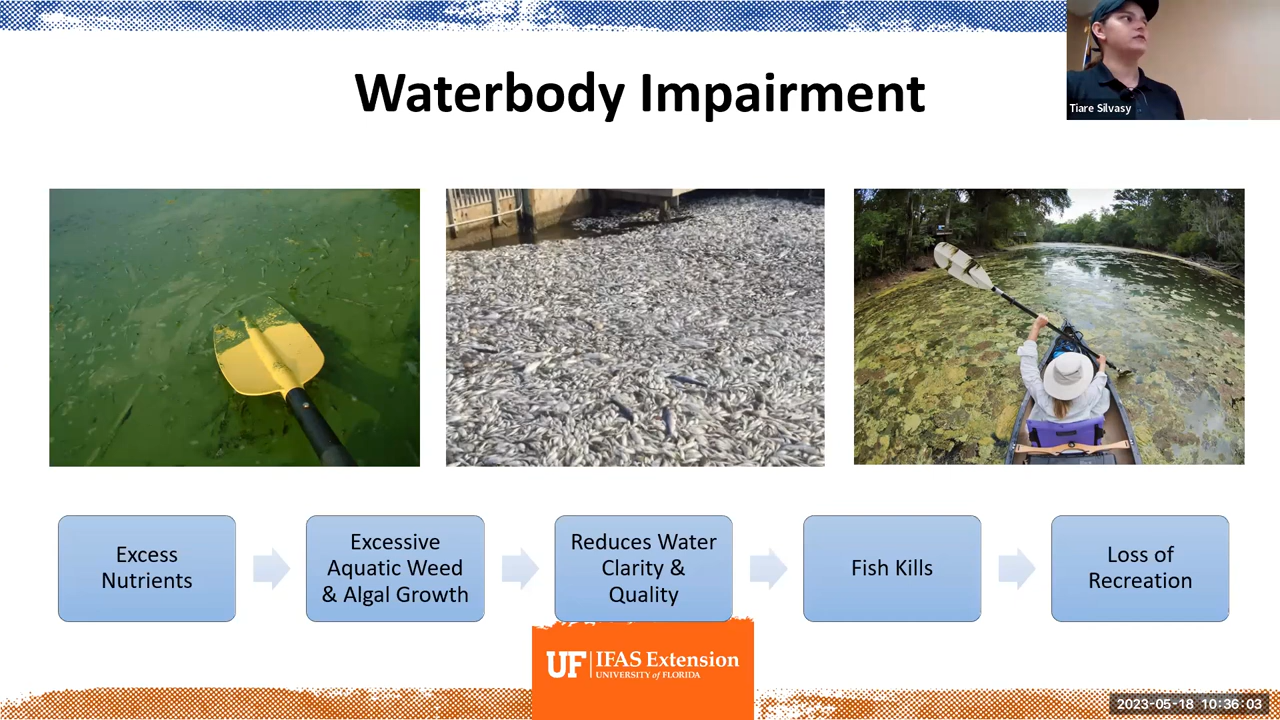 Waterbody Impairment
Tiare Silvasy
Excess
Nutrients
Excessive
Aquatic Weed
& Algal Growth
Reduces Water
Clarity &
Quality
Fish Kills
Loss of
Recreation
UF | IFAS Extension
UNIVERSITY of FLORIDA
2023-05-18 10:36:03